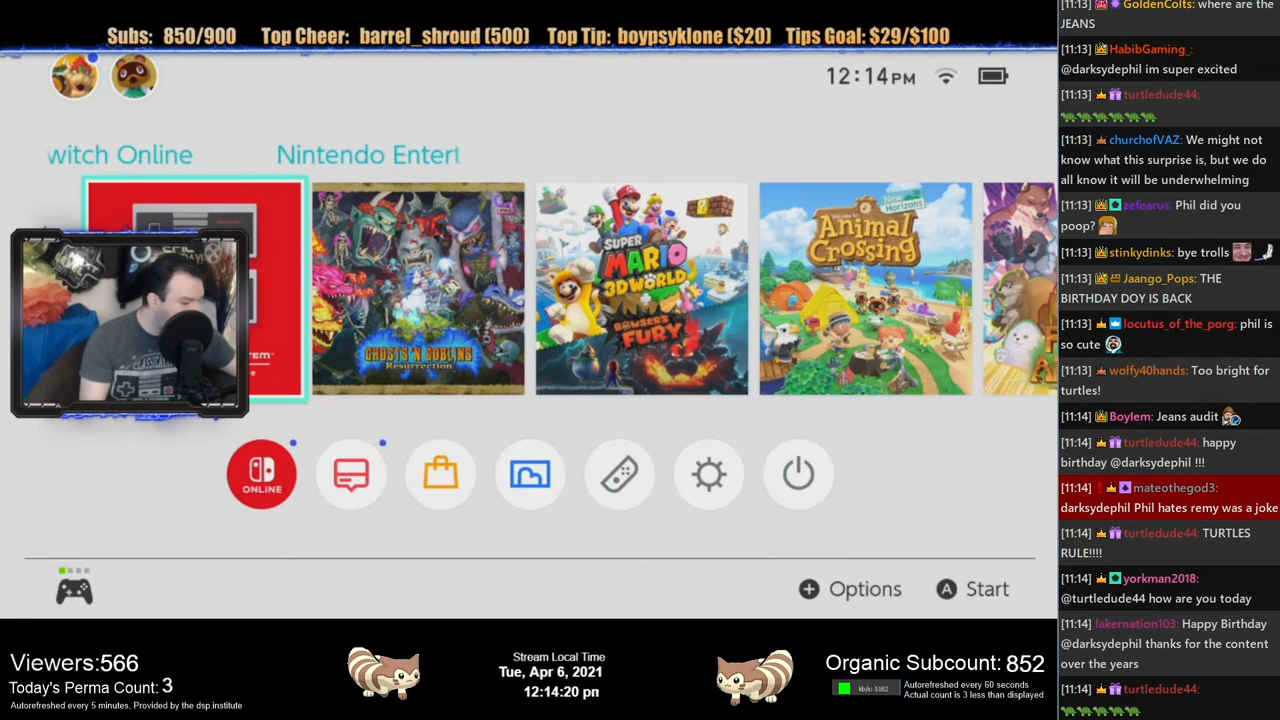 Subs: 850/900 Top Cheer: barrel_shroud (500) Top Tip: boypsyklone ($20) Tips Goal: $29/$100
12:14 PM
witch Online Nintendo Entert
GHOSTS 'N GOBLINS
Resurrection
SUPER
MARIO
3D WORLD
BOWSER'S
FURY
New
Horizons
Welcome to
Animal
Crossing
ONLINE
Options
Start
Viewers:566
Today's Perma Count: 3
Autorefreshed every 5 minutes. Provided by the dsp.institute
Stream Local Time
Tue, Apr 6, 2021
12:14:20 pm
Organic Subcount: 852
kb/s: 5162
Autorefreshed every 60 seconds
Actual count is 3 less than displayed
[11:13] GoldenColts: where are the
JEANS
[11:13] HabibGaming_:
@darksydephil im super excited
[11:13] turtledude44:
[11:13] churchofVAZ: We might not
know what this surprise is, but we do
all know it will be underwhelming
[11:13] zefearus: Phil did you
poop?
[11:13] stinkydinks: bye trolls
[11:13] Jaango_Pops: THE
BIRTHDAY DOY IS BACK
[11:13] locutus_of_the_porg: phil is
so cute
[11:13] wolfy40hands: Too bright for
turtles!
[11:14] Boylem: Jeans audit
[11:14] turtledude44: happy
birthday @darksydephil !!!
[11:14] mateothegod3:
darksydephil Phil hates remy was a joke
[11:14] turtledude44: TURTLES
RULE!!!!
[11:14] yorkman2018:
@turtledude44 how are you today
[11:14] lakernation103: Happy Birthday
@darksydephil thanks for the content
over the years
[11:14] turtledude44: